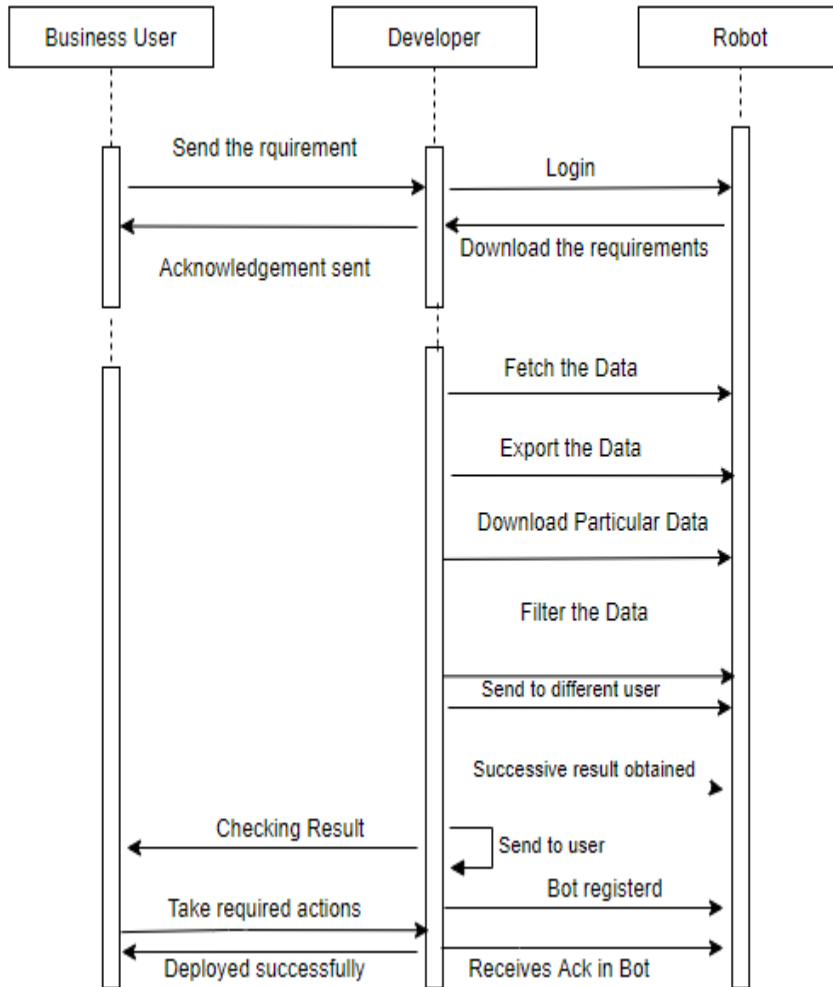 Business User
Developer
Robot
Send the rquirement
Login
Download the requirements
Acknowledgement sent
Fetch the Data
Export the Data
Download Particular Data
Filter the Data
Send to different user
Successive result obtained
Checking Result
Send to user
Bot registerd
Take required actions
Deployed successfully
Receives Ack in Bot